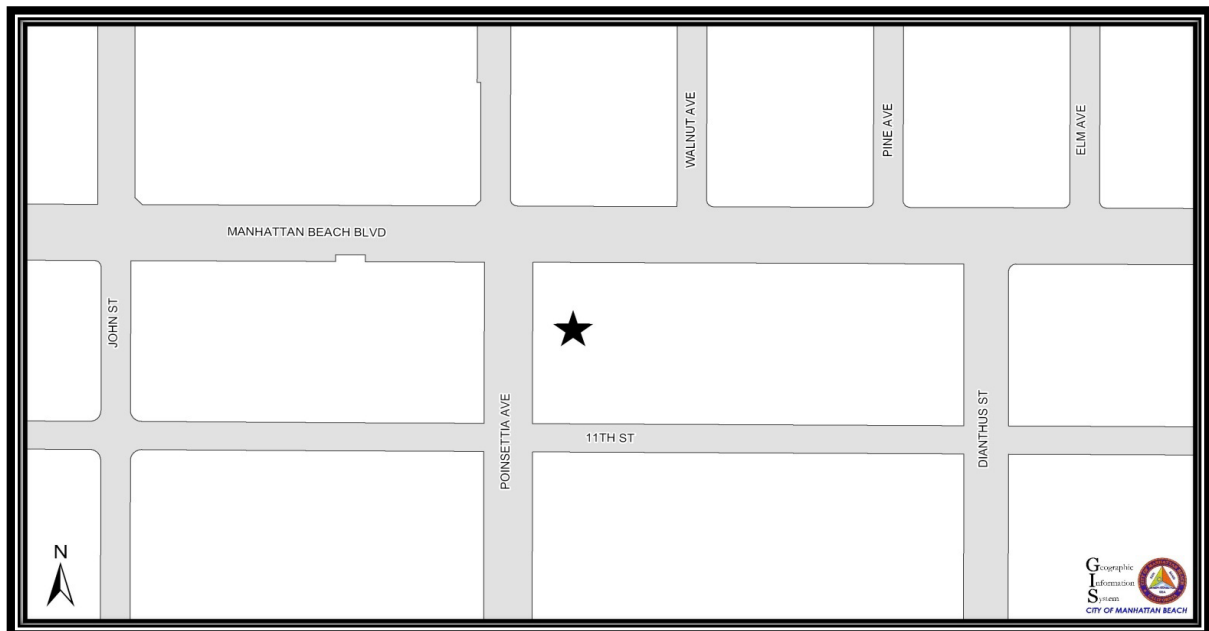 WALNUT AVE
PINE AVE
ELM AVE
MANHATTAN BEACH BLVD
JOHN ST
POINSETTIA AVE
11TH ST
DIANTHUS ST
N
Geographic
Information
System
CITY OF MANHATTAN BEACH